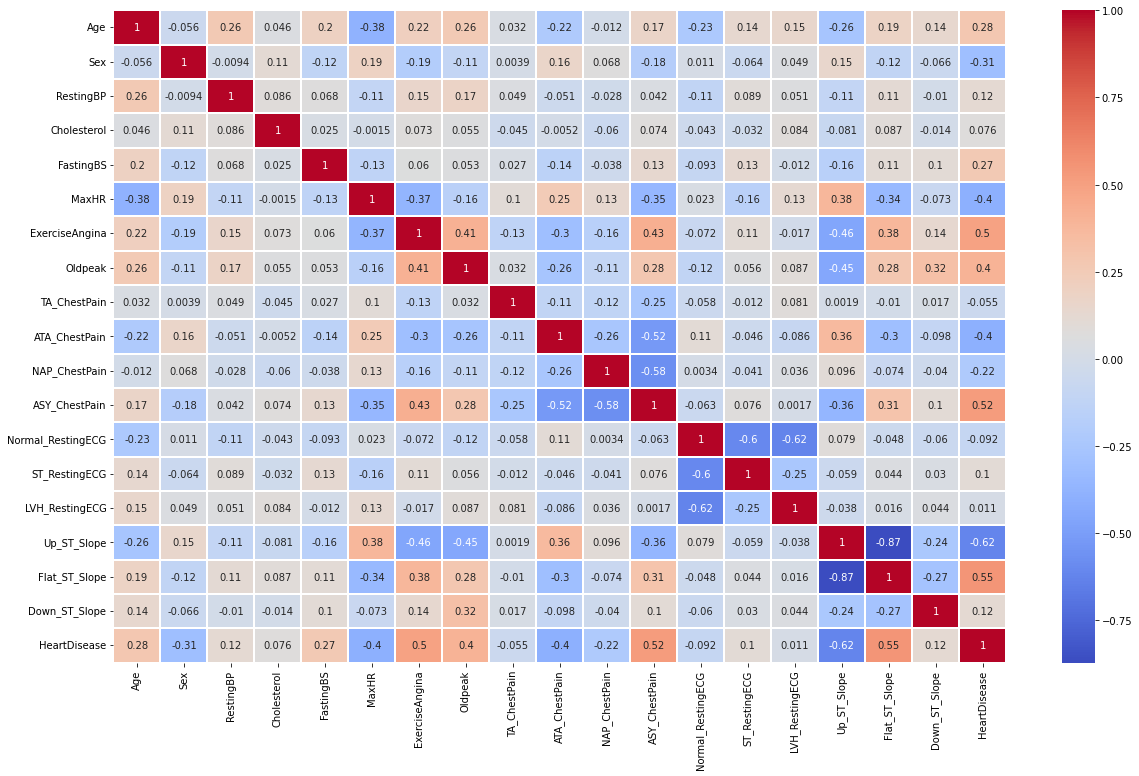 Age 1 -0.056 0.26 0.046 0.2 -0.38 0.22 0.26 0.032 -0.22 -0.012 0.17 -0.23 0.14 0.15 -0.26 0.19 0.14 0.28
Sex -0.056 1 -0.0094 0.11 -0.12 0.19 -0.19 -0.11 0.0039 0.16 0.068 -0.18 0.011 -0.064 0.049 0.15 -0.12 -0.066 -0.31
RestingBP 0.26 -0.0094 1 0.086 0.068 -0.11 0.15 0.17 0.049 -0.051 -0.028 0.042 -0.11 0.089 0.051 -0.11 0.11 -0.01 0.12
Cholesterol 0.046 0.11 0.086 1 0.025 -0.0015 0.073 0.055 -0.045 -0.0052 -0.06 0.074 -0.043 -0.032 0.084 -0.081 0.087 -0.014 0.076
FastingBS 0.2 -0.12 0.068 0.025 1 -0.13 0.06 0.053 0.027 -0.14 -0.038 0.13 -0.093 0.13 -0.012 -0.16 0.11 0.1 0.27
MaxHR -0.38 0.19 -0.11 -0.0015 -0.13 1 -0.37 -0.16 0.1 0.25 0.13 -0.35 0.023 -0.16 0.13 0.38 -0.34 -0.073 -0.4
ExerciseAngina 0.22 -0.19 0.15 0.073 0.06 -0.37 1 0.41 -0.13 -0.3 -0.16 0.43 -0.072 0.11 -0.017 -0.46 0.38 0.14 0.5
Oldpeak 0.26 -0.11 0.17 0.055 0.053 -0.16 0.41 1 0.032 -0.26 -0.11 0.28 -0.12 0.056 0.087 -0.45 0.28 0.32 0.4
TA_ChestPain 0.032 0.0039 0.049 -0.045 0.027 0.1 -0.13 0.032 1 -0.11 -0.12 -0.25 -0.058 -0.012 0.081 0.0019 -0.01 0.017 -0.055
ATA_ChestPain -0.22 0.16 -0.051 -0.0052 -0.14 0.25 -0.3 -0.26 -0.11 1 -0.26 -0.52 0.11 -0.046 -0.086 0.36 -0.3 -0.098 -0.4
NAP_ChestPain -0.012 0.068 -0.028 -0.06 -0.038 0.13 -0.16 -0.11 -0.12 -0.26 1 -0.58 0.0034 -0.041 0.036 0.096 -0.074 -0.04 -0.22
ASY_ChestPain 0.17 -0.18 0.042 0.074 0.13 -0.35 0.43 0.28 -0.25 -0.52 -0.58 1 -0.063 0.076 0.0017 -0.36 0.31 0.1 0.52
Normal_RestingECG -0.23 0.011 -0.11 -0.043 -0.093 0.023 -0.072 -0.12 -0.058 0.11 0.0034 -0.063 1 -0.6 -0.62 0.079 -0.048 -0.06 -0.092
ST_RestingECG 0.14 -0.064 0.089 -0.032 0.13 -0.16 0.11 0.056 -0.012 -0.046 -0.041 0.076 -0.6 1 -0.25 -0.059 0.044 0.03 0.1
LVH_RestingECG 0.15 0.049 0.051 0.084 -0.012 0.13 -0.017 0.087 0.081 -0.086 0.036 0.0017 -0.62 -0.25 1 -0.038 0.016 0.044 0.011
Up_ST_Slope -0.26 0.15 -0.11 -0.081 -0.16 0.38 -0.46 -0.45 0.0019 0.36 0.096 -0.36 0.079 -0.059 -0.038 1 -0.87 -0.24 -0.62
Flat_ST_Slope 0.19 -0.12 0.11 0.087 0.11 -0.34 0.38 0.28 -0.01 -0.3 -0.074 0.31 -0.048 0.044 0.016 -0.87 1 -0.27 0.55
Down_ST_Slope 0.14 -0.066 -0.01 -0.014 0.1 -0.073 0.14 0.32 0.017 -0.098 -0.04 0.1 -0.06 0.03 0.044 -0.24 -0.27 1 0.12
HeartDisease 0.28 -0.31 0.12 0.076 0.27 -0.4 0.5 0.4 -0.055 -0.4 -0.22 0.52 -0.092 0.1 0.011 -0.62 0.55 0.12 1
Age Sex RestingBP Cholesterol FastingBS MaxHR ExerciseAngina Oldpeak TA_ChestPain ATA_ChestPain NAP_ChestPain ASY_ChestPain Normal_RestingECG ST_RestingECG LVH_RestingECG Up_ST_Slope Flat_ST_Slope Down_ST_Slope HeartDisease
1.00
0.75
0.50
0.25
0.00
−0.25
−0.50
−0.75